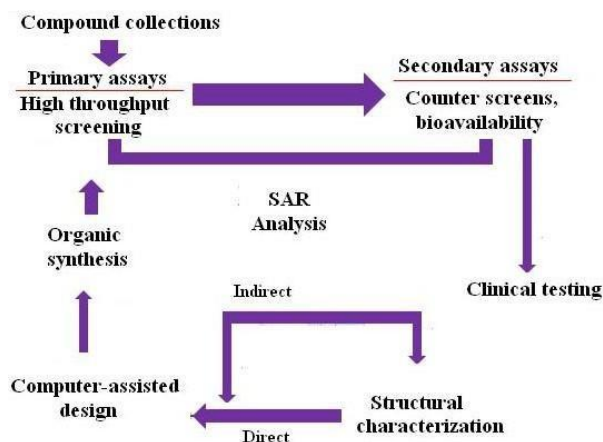 Compound collections
Primary assays
High throughput
screening
Secondary assays
Counter screens,
bioavailability
SAR
Analysis
Organic
synthesis
Clinical testing
Indirect
Computer-assisted
design
Structural
characterization
Direct